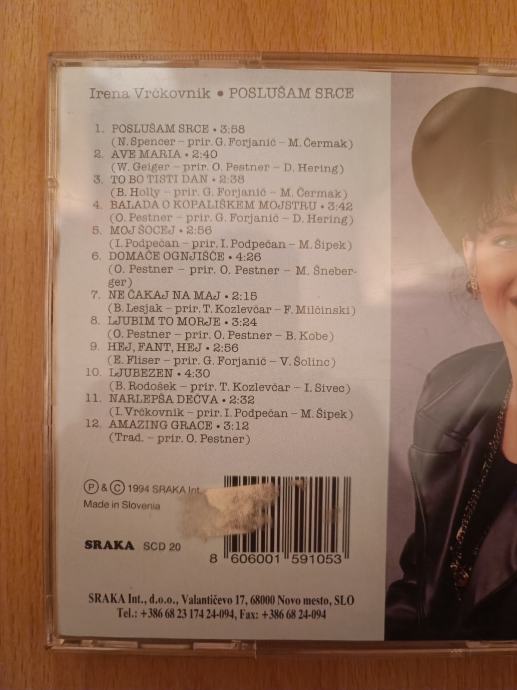 Irena Vrčkovnik • POSLUŠAM SRCE
1. POSLUŠAM SRCE • 3:58
(N. Spencer – prir. G. Forjanič – M. Čermak)
2. AVE MARIA • 2:40
(W. Geiger – prir. O. Pestner – D. Hering)
3. TO BO TISTI DAN • 2:38
(B. Holly – prir. G. Forjanič – M. Čermak)
4. BALADA O KOPALIŠKEM MOJSTRU • 3:42
(O. Pestner – prir. G. Forjanič – D. Hering)
5. MOJ ŠOCEJ • 2:56
(I. Podpečan – prir. I. Podpečan – M. Šipek)
6. DOMAČE OGNJIŠČE • 4:26
(O. Pestner – prir. O. Pestner – M. Šneber-
ger)
7. NE ČAKAJ NA MAJ • 2:15
(B. Lesjak – prir. T. Kozlevčar – F. Milčinski)
8. LJUBIM TO MORJE • 3:24
(O. Pestner – prir. O. Pestner – B. Kobe)
9. HEJ, FANT, HEJ • 2:56
(E. Fliser – prir. G. Forjanič – V. Šolinc)
10. LJUBEZEN • 4:30
(B. Rodošek – prir. T. Kozlevčar – I. Sivec)
11. NARLEPŠA DEČVA • 2:32
(I. Vrčkovnik – prir. I. Podpečan – M. Šipek)
12. AMAZING GRACE • 3:12
(Trad. – prir. O. Pestner)
Ⓟ & © 1994 SRAKA Int.
Made in Slovenia
SRAKA SCD 20
8 606001 591053
SRAKA Int., d.o.o., Valantičevo 17, 68000 Novo mesto, SLO
Tel.: +386 68 23 174 24-094, Fax: +386 68 24-094